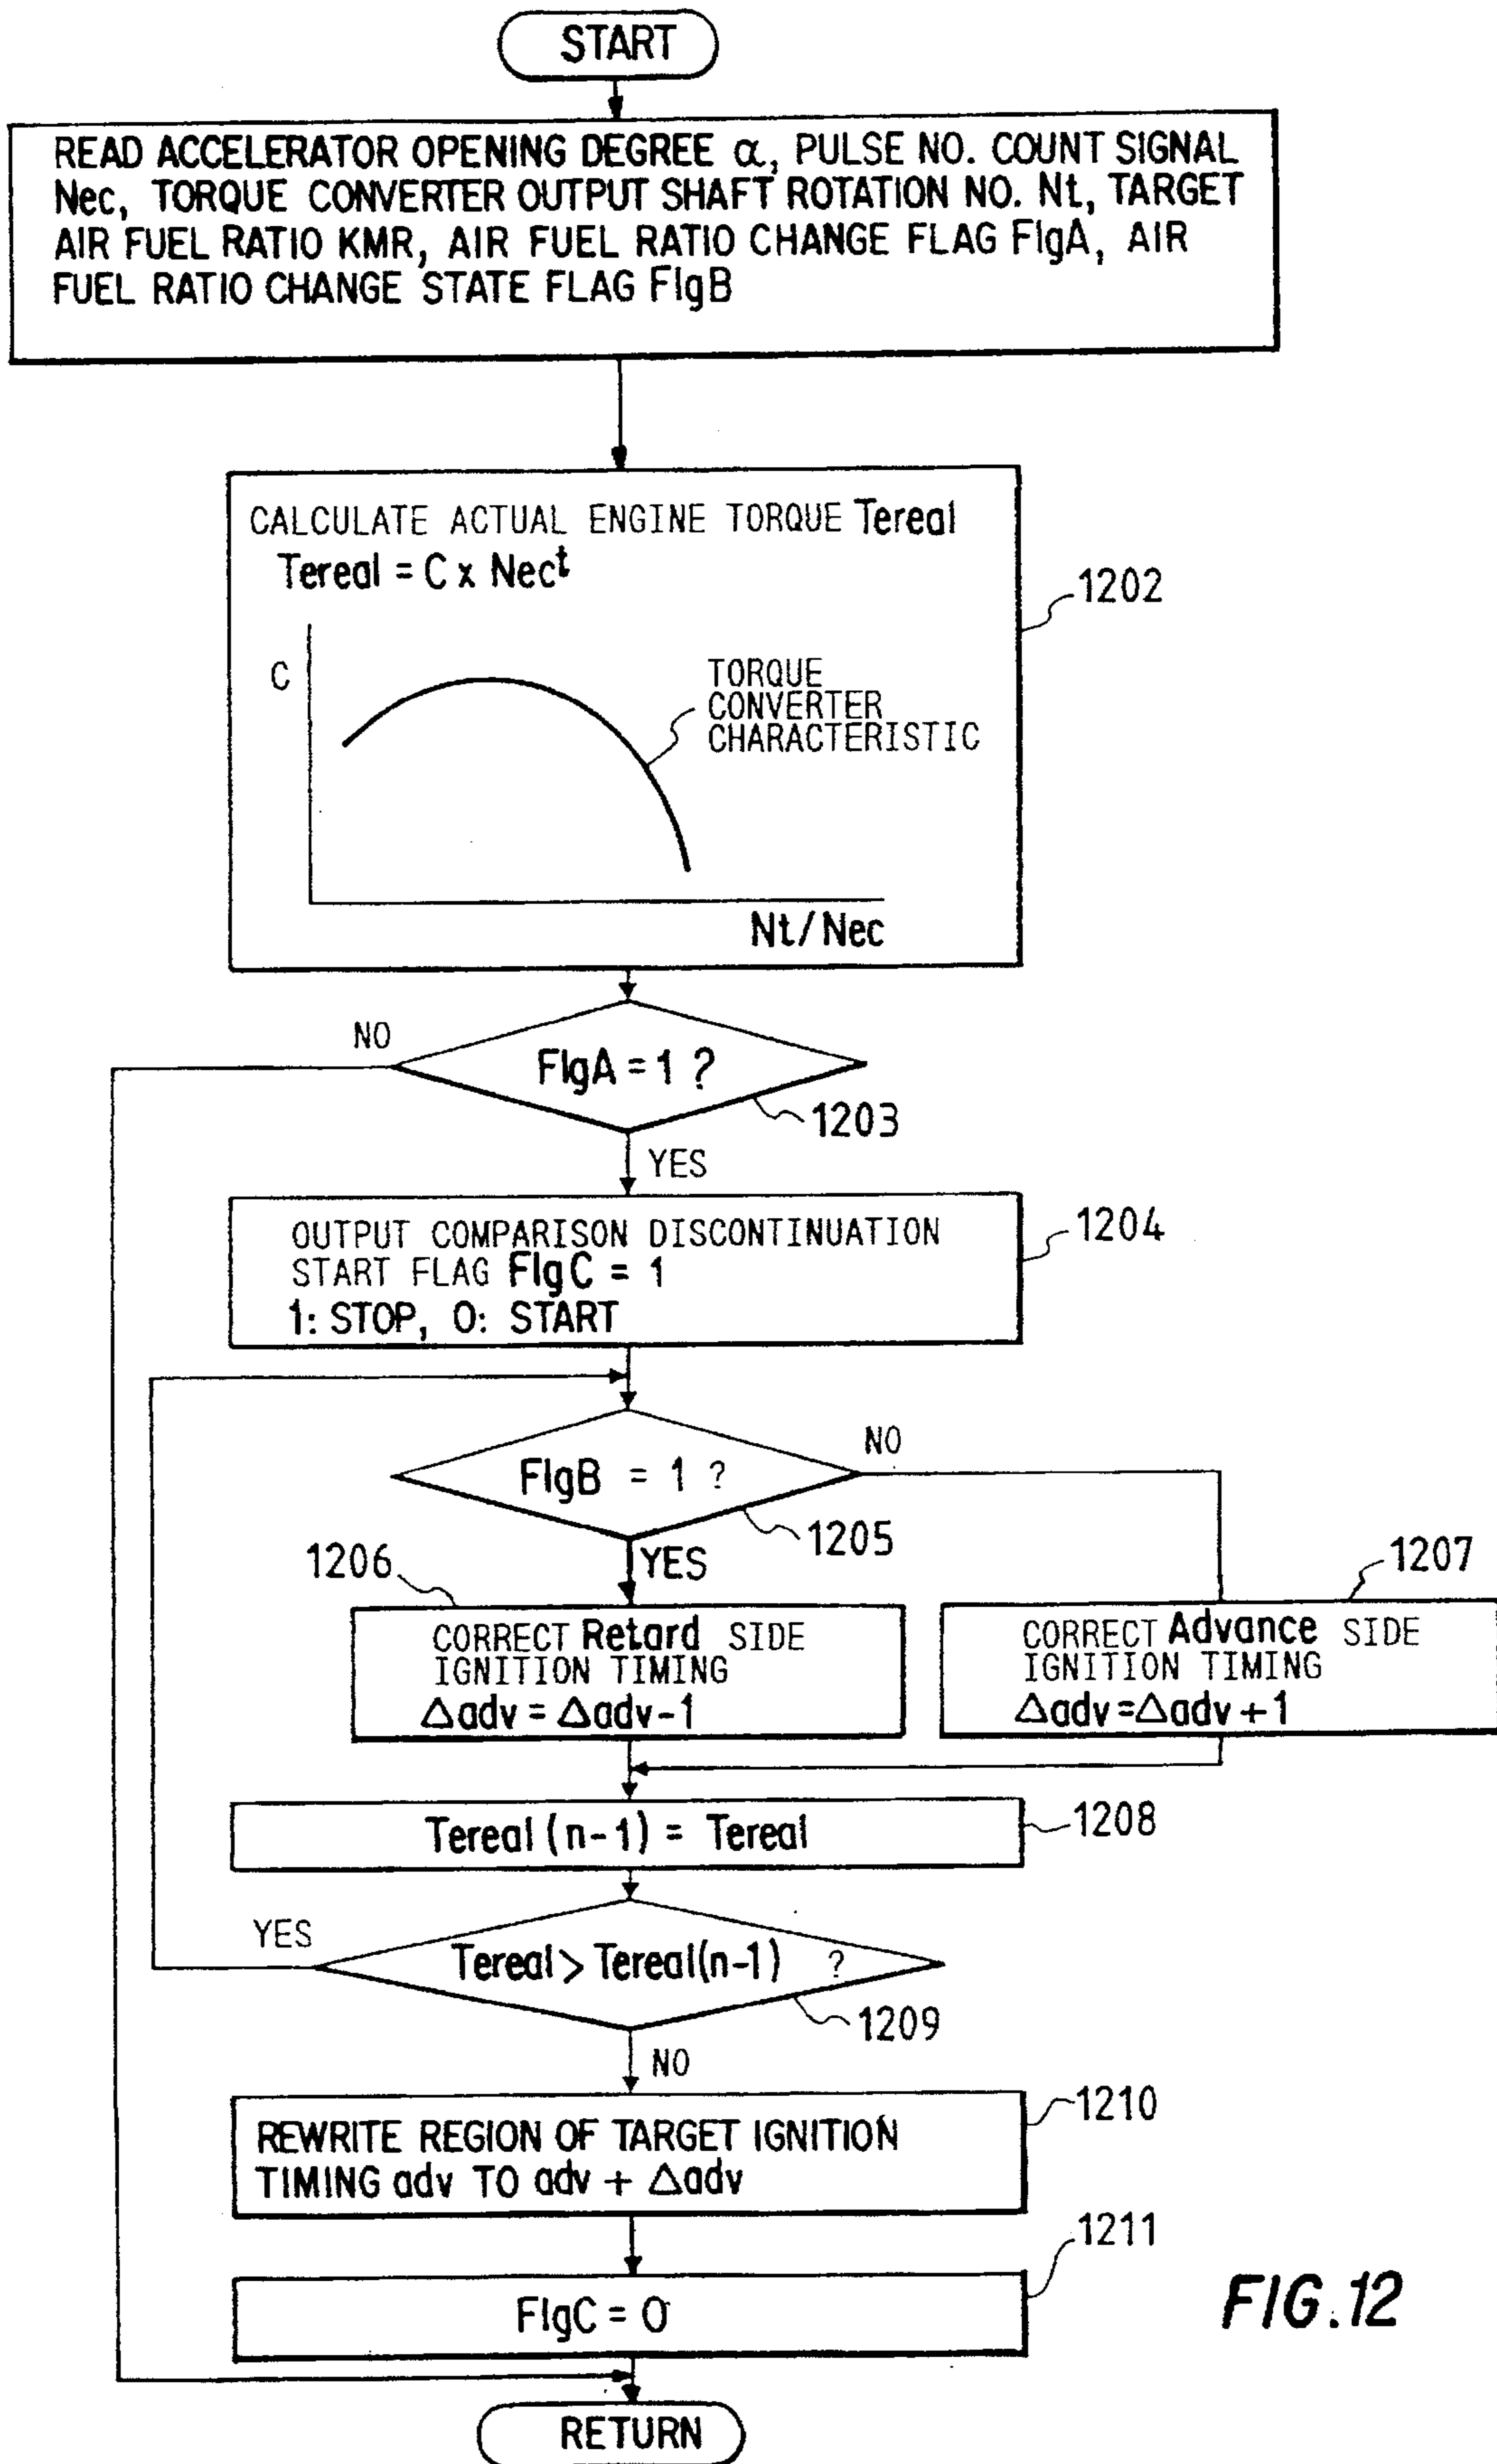 START
READ ACCELERATOR OPENING DEGREE α, PULSE NO. COUNT SIGNAL
Nec, TORQUE CONVERTER OUTPUT SHAFT ROTATION NO. Nt, TARGET
AIR FUEL RATIO KMR, AIR FUEL RATIO CHANGE FLAG FlgA, AIR
FUEL RATIO CHANGE STATE FLAG FlgB
CALCULATE ACTUAL ENGINE TORQUE Tereal
Tereal = C x Nec^t
1202
C
TORQUE
CONVERTER
CHARACTERISTIC
Nt/Nec
NO
FlgA = 1 ?
1203
YES
OUTPUT COMPARISON DISCONTINUATION
START FLAG FlgC = 1
1: STOP, 0: START
1204
NO
FlgB = 1 ?
1205
YES
1206
1207
CORRECT Retard SIDE
IGNITION TIMING
Δadv = Δadv-1
CORRECT Advance SIDE
IGNITION TIMING
Δadv=Δadv+1
Tereal (n-1) = Tereal
1208
YES
Tereal > Tereal(n-1) ?
1209
NO
REWRITE REGION OF TARGET IGNITION
TIMING adv TO adv + Δadv
1210
1211
FlgC = 0
FIG.12
RETURN